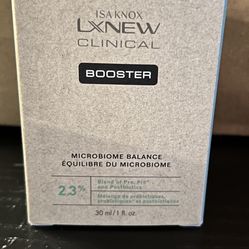 ISA KNOX
LXNEW
CLINICAL
BOOSTER
MICROBIOME BALANCE
ÉQUILIBRE DU MICROBIOME
2.3%
Blend of Pre, Pro*
and Postbiotics
Mélange de prébiotiques,
probiotiques* et postbiotiques
30 ml / 1 fl. oz.